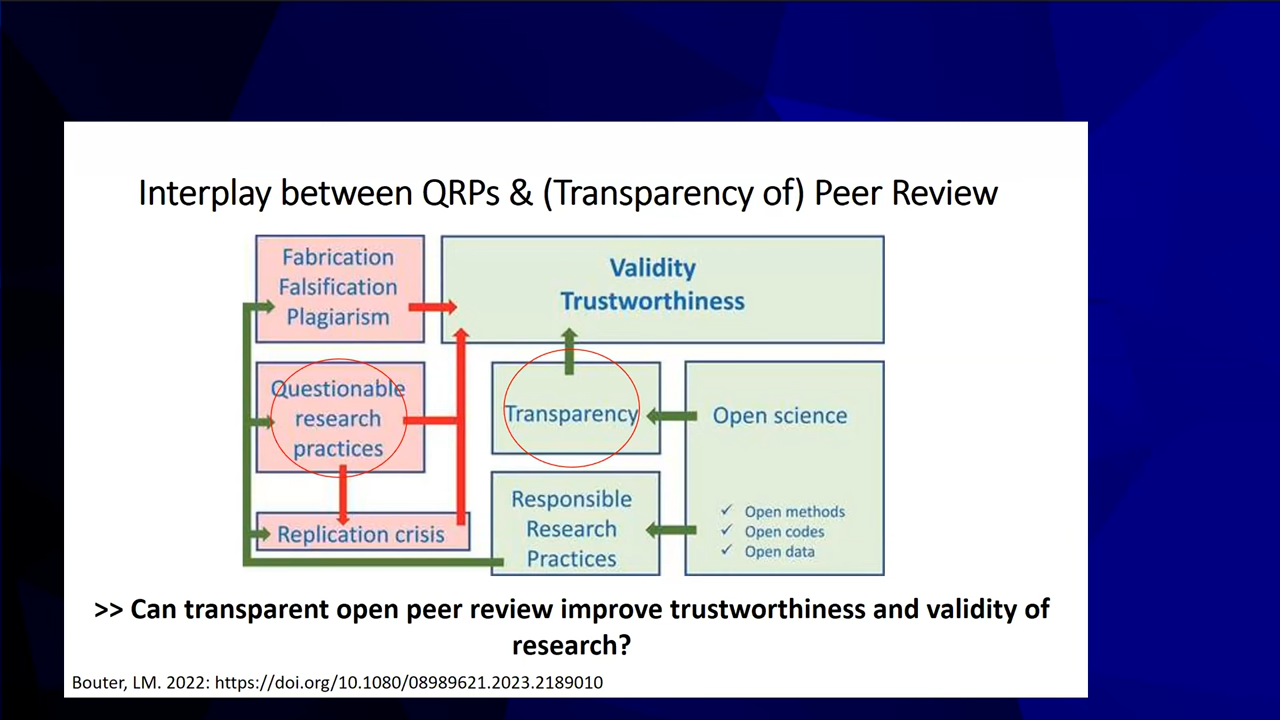 Interplay between QRPs & (Transparency of) Peer Review
Fabrication
Falsification
Plagiarism
Validity
Trustworthiness
Questionable
research
practices
Transparency
Open science
Replication crisis
Responsible
Research
Practices
✓ Open methods
✓ Open codes
✓ Open data
>> Can transparent open peer review improve trustworthiness and validity of
research?
Bouter, LM. 2022: https://doi.org/10.1080/08989621.2023.2189010